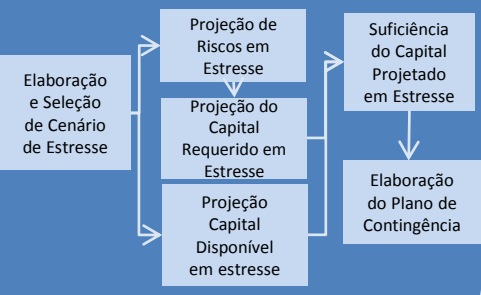 Elaboração
e Seleção
de Cenário
de Estresse
Projeção de
Riscos em
Estresse
Projeção do
Capital
Requerido em
Estresse
Projeção
Capital
Disponível
em estresse
Suficiência
do Capital
Projetado
em Estresse
Elaboração
do Plano de
Contingência